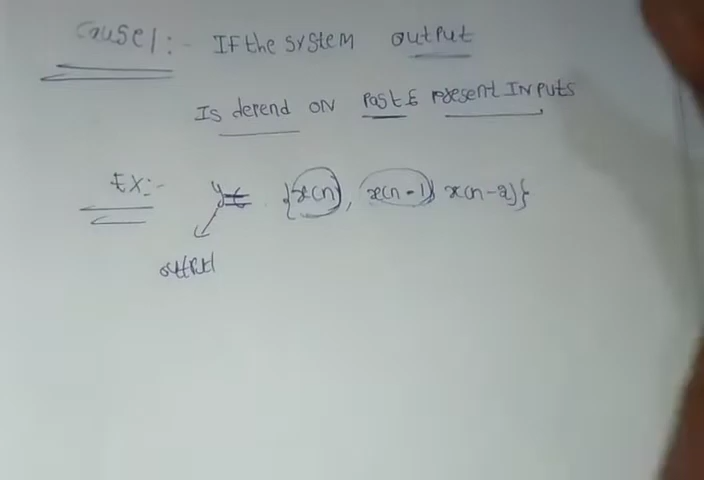 Causel :- IF the system output
Is depend on Past & Present Inputs
Ex:- y = {x(n), x(n-1) x(n-2)}
output